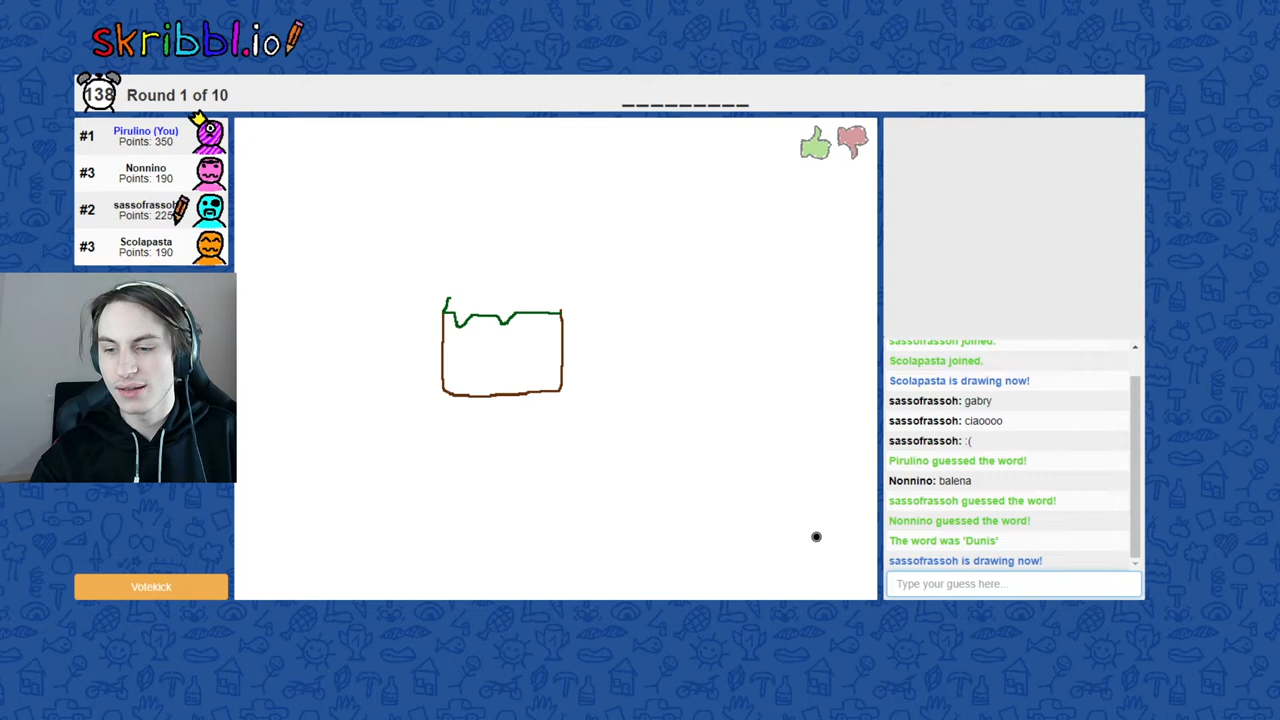 skribbl.io!
138
Round 1 of 10
_________
#1
Pirulino (You)
Points: 350
#3
Nonnino
Points: 190
#2
sassofrassoh
Points: 225
#3
Scolapasta
Points: 190
Votekick
sassofrassoh joined.
Scolapasta joined.
Scolapasta is drawing now!
sassofrassoh: gabry
sassofrassoh: ciaoooo
sassofrassoh: :(
Pirulino guessed the word!
Nonnino: balena
sassofrassoh guessed the word!
Nonnino guessed the word!
The word was 'Dunis'
sassofrassoh is drawing now!
Type your guess here...